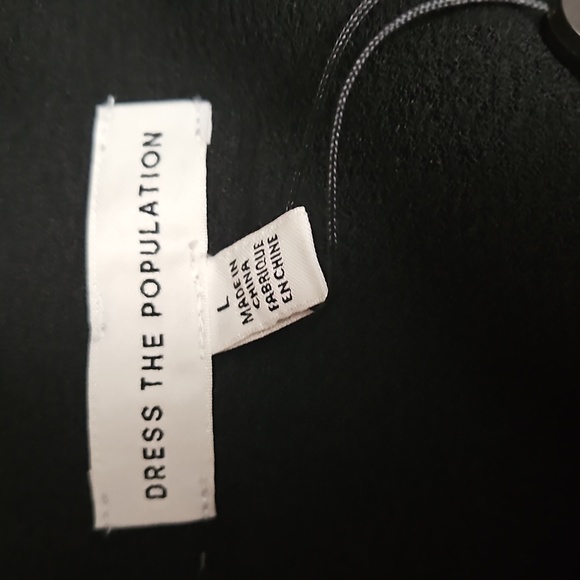 DRESS THE POPULATION
L
MADE IN
CHINA
FABRIQUE
EN CHINE